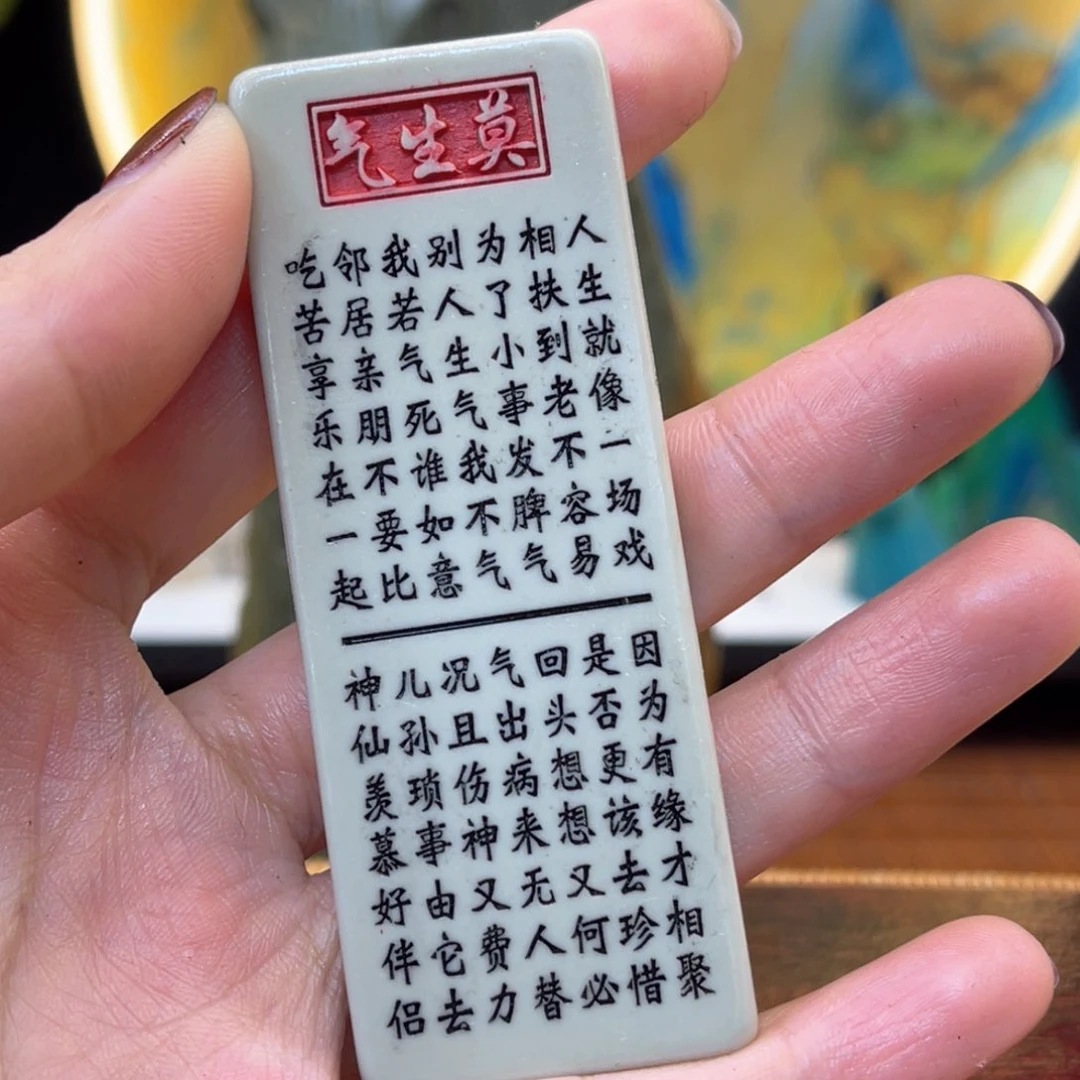 莫生气
人生就像一场戏
因为有缘才相聚
相扶到老不容易
是否更该去珍惜
为了小事发脾气
回头想想又何必
别人生气我不气
气出病来无人替
我若气死谁如意
况且伤神又费力
邻居亲朋不要比
儿孙琐事由它去
吃苦享乐在一起
神仙羡慕好伴侣